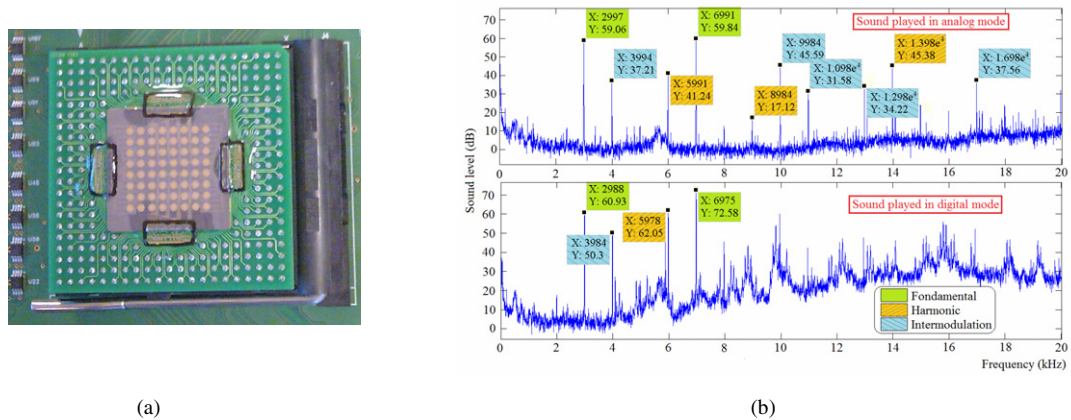 X: 2997
Y: 59.06
X: 3994
Y: 37.21
X: 5991
Y: 41.24
X: 6991
Y: 59.84
X: 8984
Y: 17.12
X: 9984
Y: 45.59
X: 1.098e⁴
Y: 31.58
X: 1.298e⁴
Y: 34.22
X: 1.398e⁴
Y: 45.38
X: 1.698e⁴
Y: 37.56
Sound played in analog mode
70
60
50
40
30
20
10
0
0 2 4 6 8 10 12 14 16 18 20
Sound level (dB)
X: 2988
Y: 60.93
X: 3984
Y: 50.3
X: 5978
Y: 62.05
X: 6975
Y: 72.58
Sound played in digital mode
70
60
50
40
30
20
10
0
Fondamental
Harmonic
Intermodulation
0 2 4 6 8 10 12 14 16 18 20
Frequency (kHz)
(a)
(b)